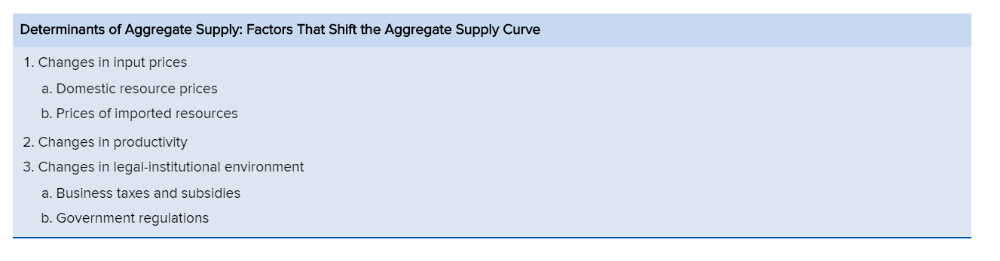 Determinants of Aggregate Supply: Factors That Shift the Aggregate Supply Curve
1. Changes in input prices
a. Domestic resource prices
b. Prices of imported resources
2. Changes in productivity
3. Changes in legal-institutional environment
a. Business taxes and subsidies
b. Government regulations